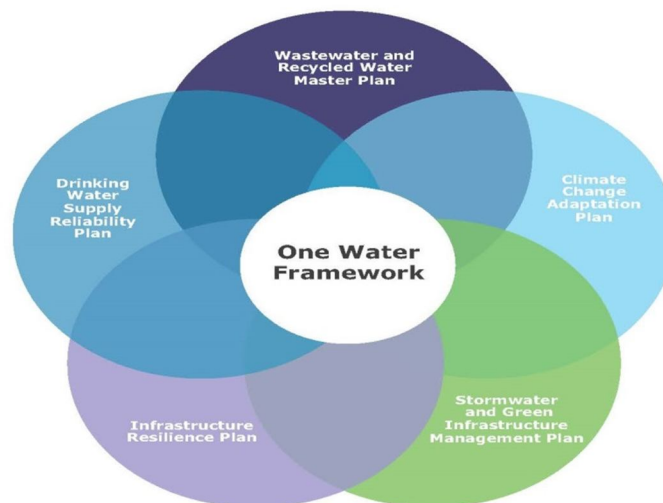 Wastewater and
Recycled Water
Master Plan
Drinking
Water
Supply
Reliability
Plan
Climate
Change
Adaptation
Plan
One Water
Framework
Infrastructure
Resilience Plan
Stormwater
and Green
Infrastructure
Management Plan